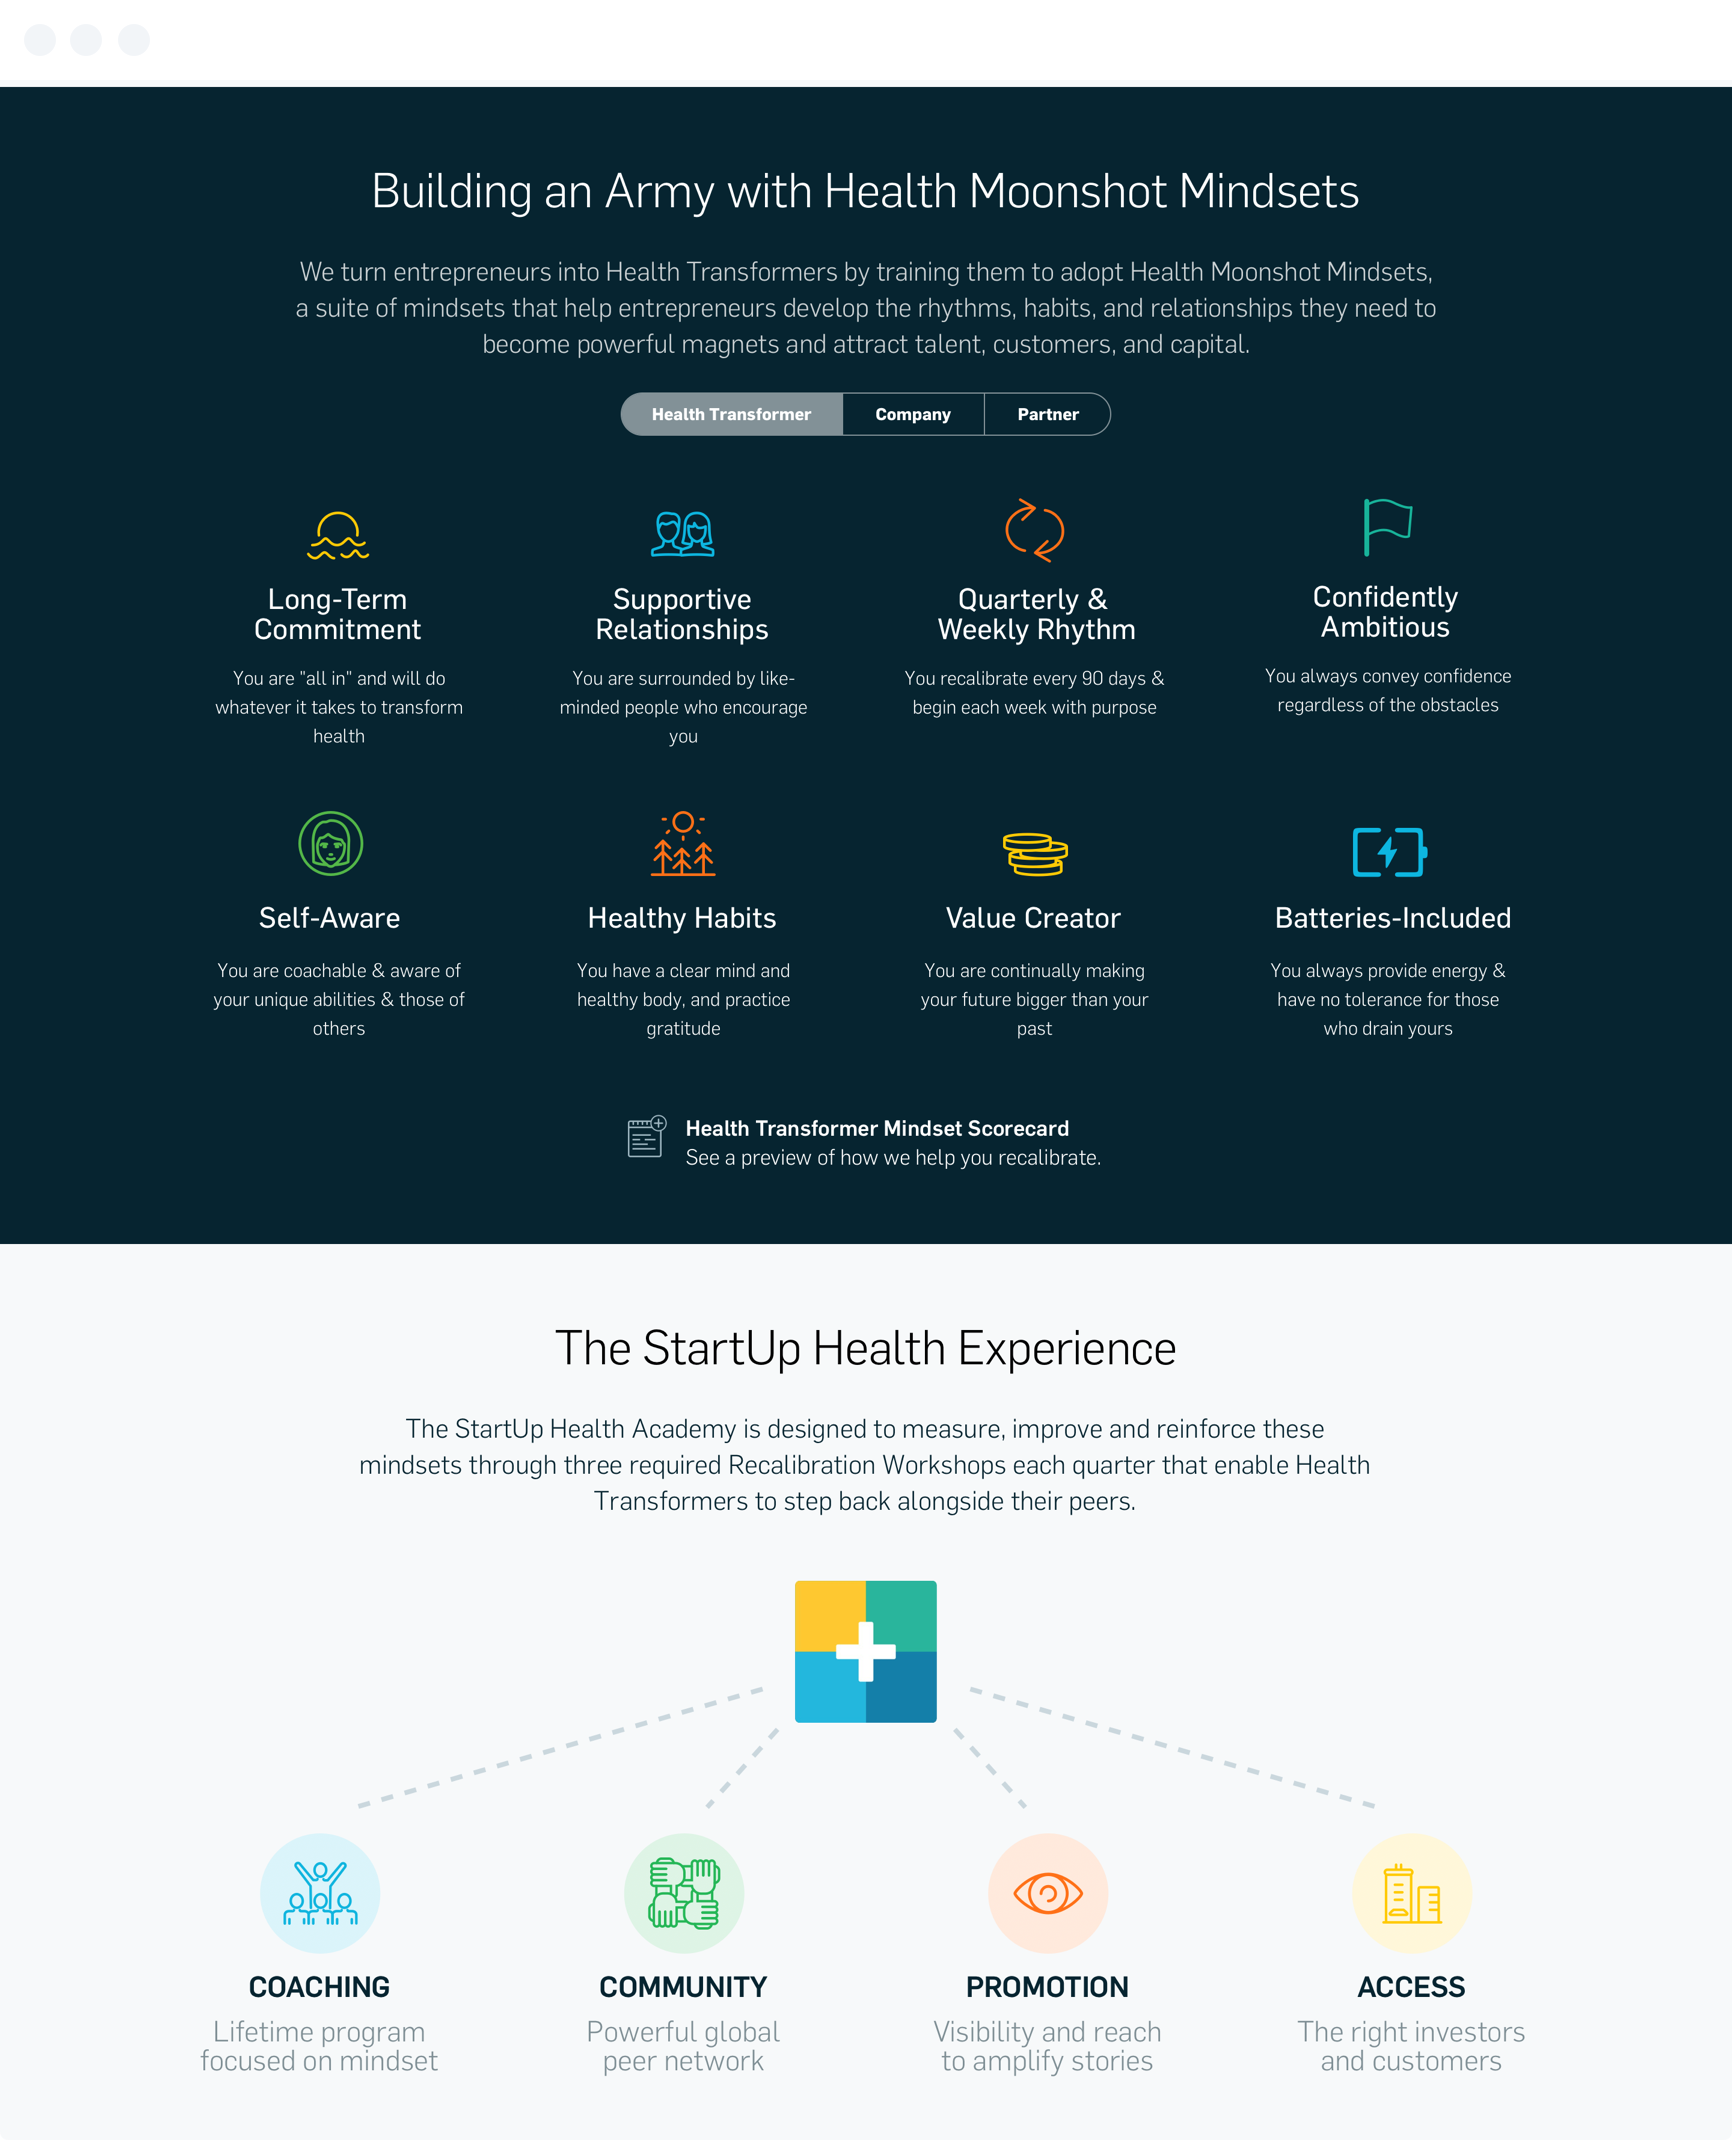 Building an Army with Health Moonshot Mindsets
We turn entrepreneurs into Health Transformers by training them to adopt Health Moonshot Mindsets,
a suite of mindsets that help entrepreneurs develop the rhythms, habits, and relationships they need to
become powerful magnets and attract talent, customers, and capital.
Health Transformer
Company
Partner
Long-Term
Commitment
You are "all in" and will do
whatever it takes to transform
health
Supportive
Relationships
You are surrounded by like-
minded people who encourage
you
Quarterly &
Weekly Rhythm
You recalibrate every 90 days &
begin each week with purpose
Confidently
Ambitious
You always convey confidence
regardless of the obstacles
Self-Aware
You are coachable & aware of
your unique abilities & those of
others
Healthy Habits
You have a clear mind and
healthy body, and practice
gratitude
Value Creator
You are continually making
your future bigger than your
past
Batteries-Included
You always provide energy &
have no tolerance for those
who drain yours
Health Transformer Mindset Scorecard
See a preview of how we help you recalibrate.
The StartUp Health Experience
The StartUp Health Academy is designed to measure, improve and reinforce these
mindsets through three required Recalibration Workshops each quarter that enable Health
Transformers to step back alongside their peers.
COACHING
Lifetime program
focused on mindset
COMMUNITY
Powerful global
peer network
PROMOTION
Visibility and reach
to amplify stories
ACCESS
The right investors
and customers